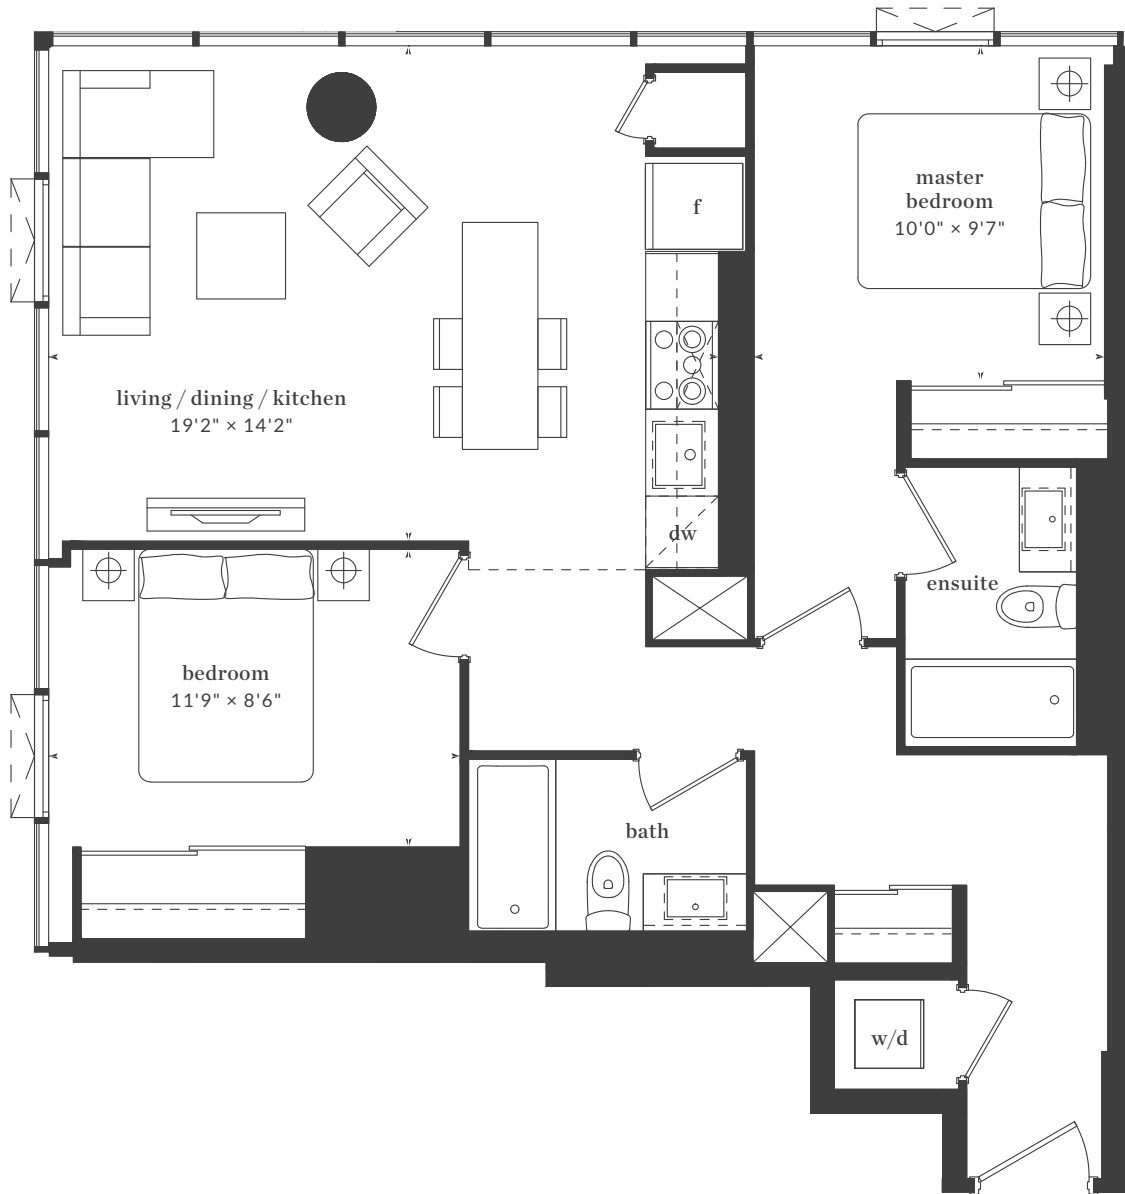 f
master
bedroom
10'0" × 9'7"
living / dining / kitchen
19'2" × 14'2"
dw
ensuite
bedroom
11'9" × 8'6"
bath
w/d